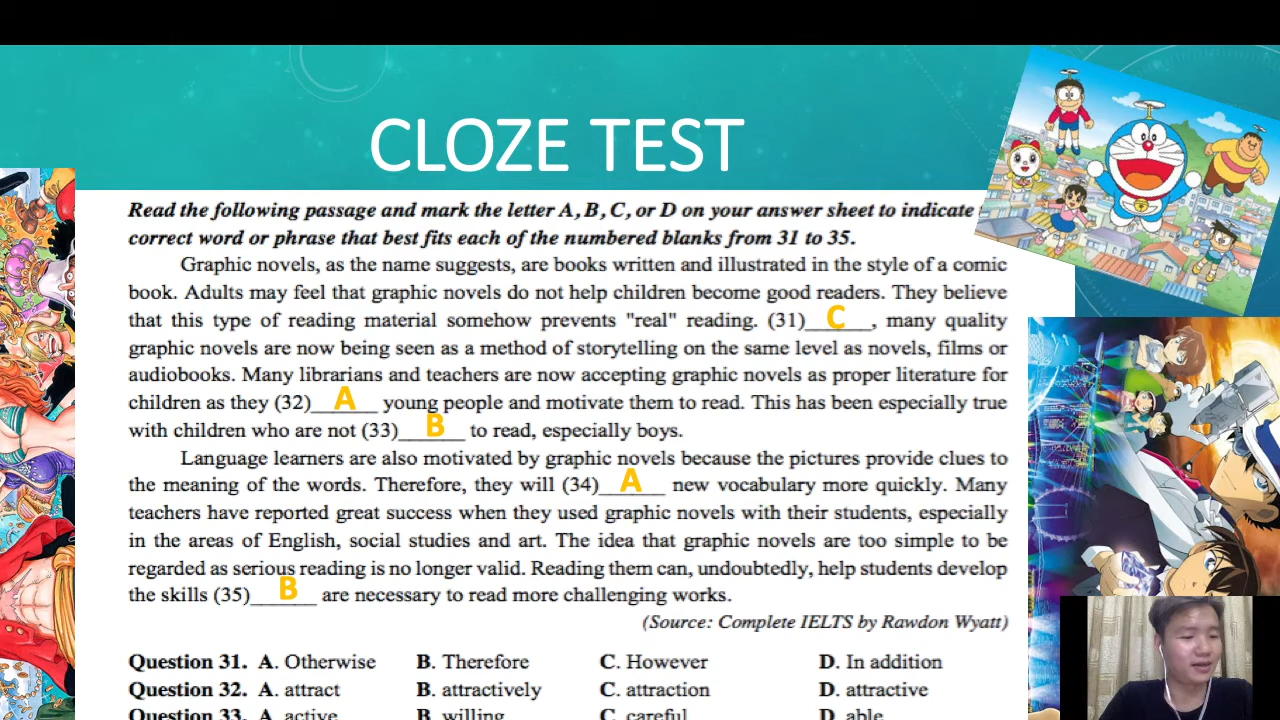 CLOZE TEST
Read the following passage and mark the letter A, B, C, or D on your answer sheet to indicate
correct word or phrase that best fits each of the numbered blanks from 31 to 35.
Graphic novels, as the name suggests, are books written and illustrated in the style of a comic
book. Adults may feel that graphic novels do not help children become good readers. They believe
that this type of reading material somehow prevents "real" reading. (31)___C___, many quality
graphic novels are now being seen as a method of storytelling on the same level as novels, films or
audiobooks. Many librarians and teachers are now accepting graphic novels as proper literature for
children as they (32)___A___ young people and motivate them to read. This has been especially true
with children who are not (33)___B___ to read, especially boys.
Language learners are also motivated by graphic novels because the pictures provide clues to
the meaning of the words. Therefore, they will (34)___A___ new vocabulary more quickly. Many
teachers have reported great success when they used graphic novels with their students, especially
in the areas of English, social studies and art. The idea that graphic novels are too simple to be
regarded as serious reading is no longer valid. Reading them can, undoubtedly, help students develop
the skills (35)___B___ are necessary to read more challenging works.
(Source: Complete IELTS by Rawdon Wyatt)
Question 31. A. Otherwise B. Therefore C. However D. In addition
Question 32. A. attract B. attractively C. attraction D. attractive
Question 33. A. active B. willing C. careful D. able